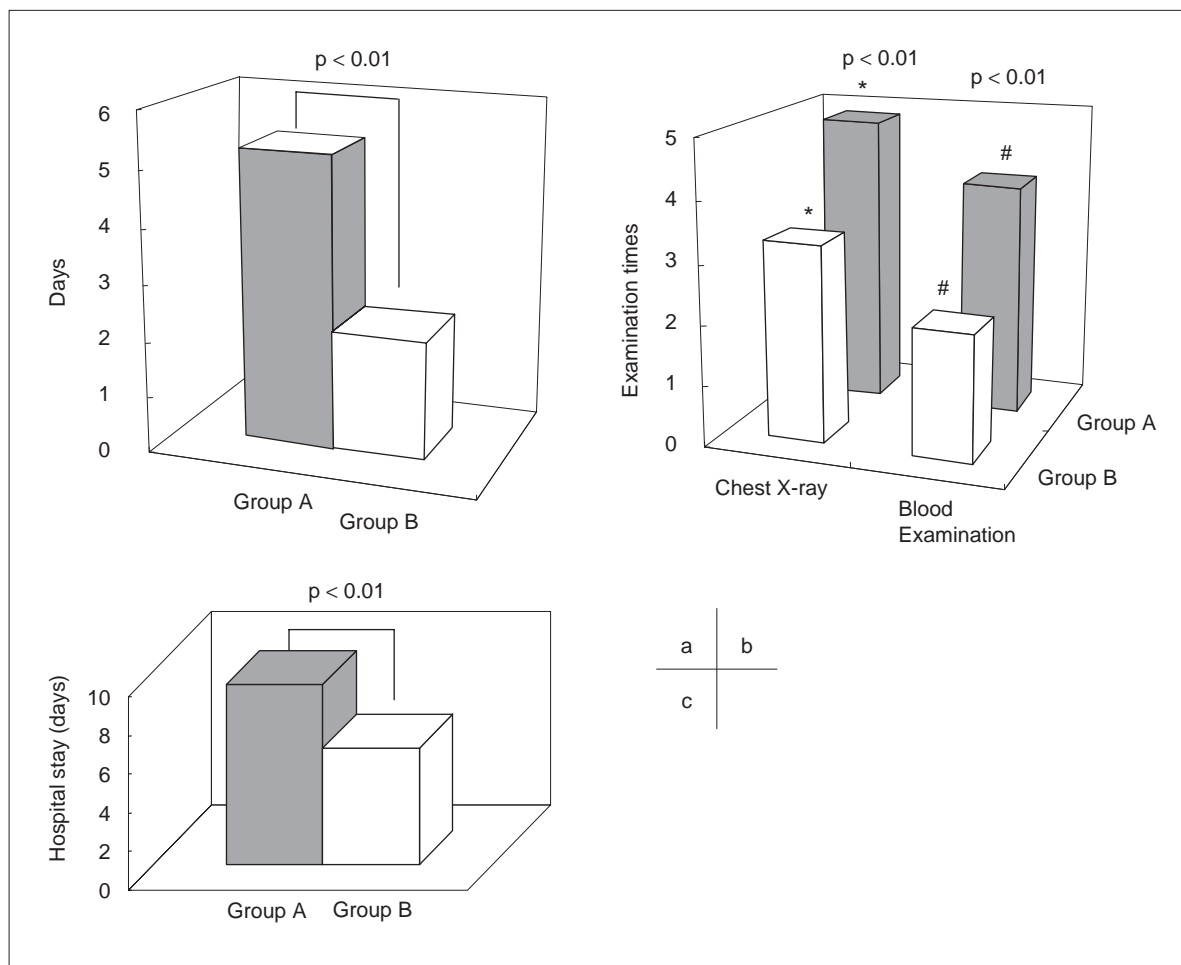 p < 0.01
6
5
4
3
2
1
0
Days
Group A
Group B
p < 0.01
p < 0.01
*
#
*
#
5
4
3
2
1
0
Examination times
Chest X-ray
Blood
Examination
Group A
Group B
p < 0.01
10
8
6
4
2
0
Hospital stay (days)
Group A
Group B
a
b
c